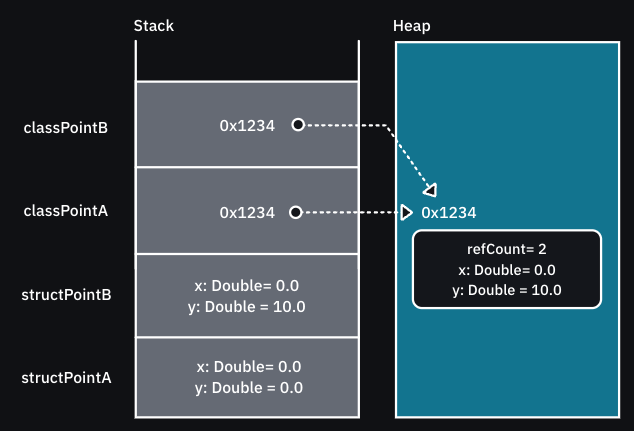 Stack
Heap
classPointB
0x1234
classPointA
0x1234
0x1234
refCount= 2
x: Double= 0.0
y: Double = 10.0
structPointB
x: Double= 0.0
y: Double = 10.0
structPointA
x: Double= 0.0
y: Double = 0.0